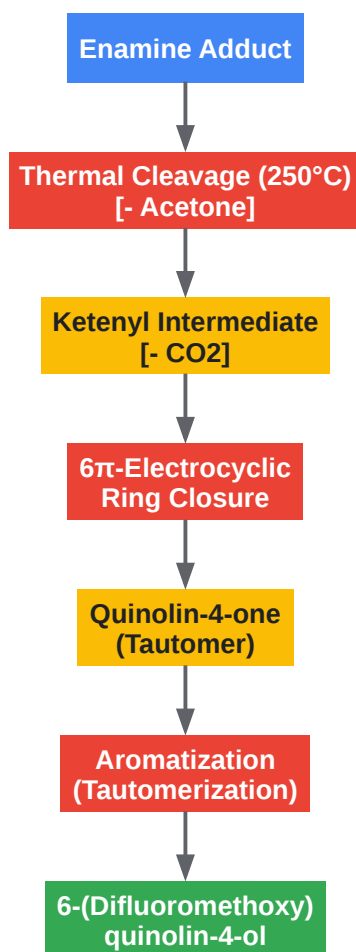 Enamine Adduct
Thermal Cleavage (250°C)
[- Acetone]
Ketenyl Intermediate
[- CO2]
6π-Electrocyclic
Ring Closure
Quinolin-4-one
(Tautomer)
Aromatization
(Tautomerization)
6-(Difluoromethoxy)
quinolin-4-ol